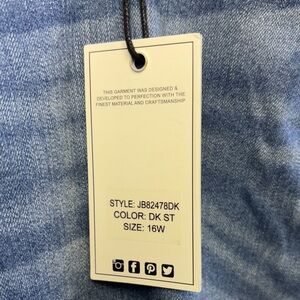 THIS GARMENT WAS DESIGNED &
DEVELOPED TO PERFECTION WITH THE
FINEST MATERIAL AND CRAFTSMANSHIP
STYLE: JB82478DK
COLOR: DK ST
SIZE: 16W